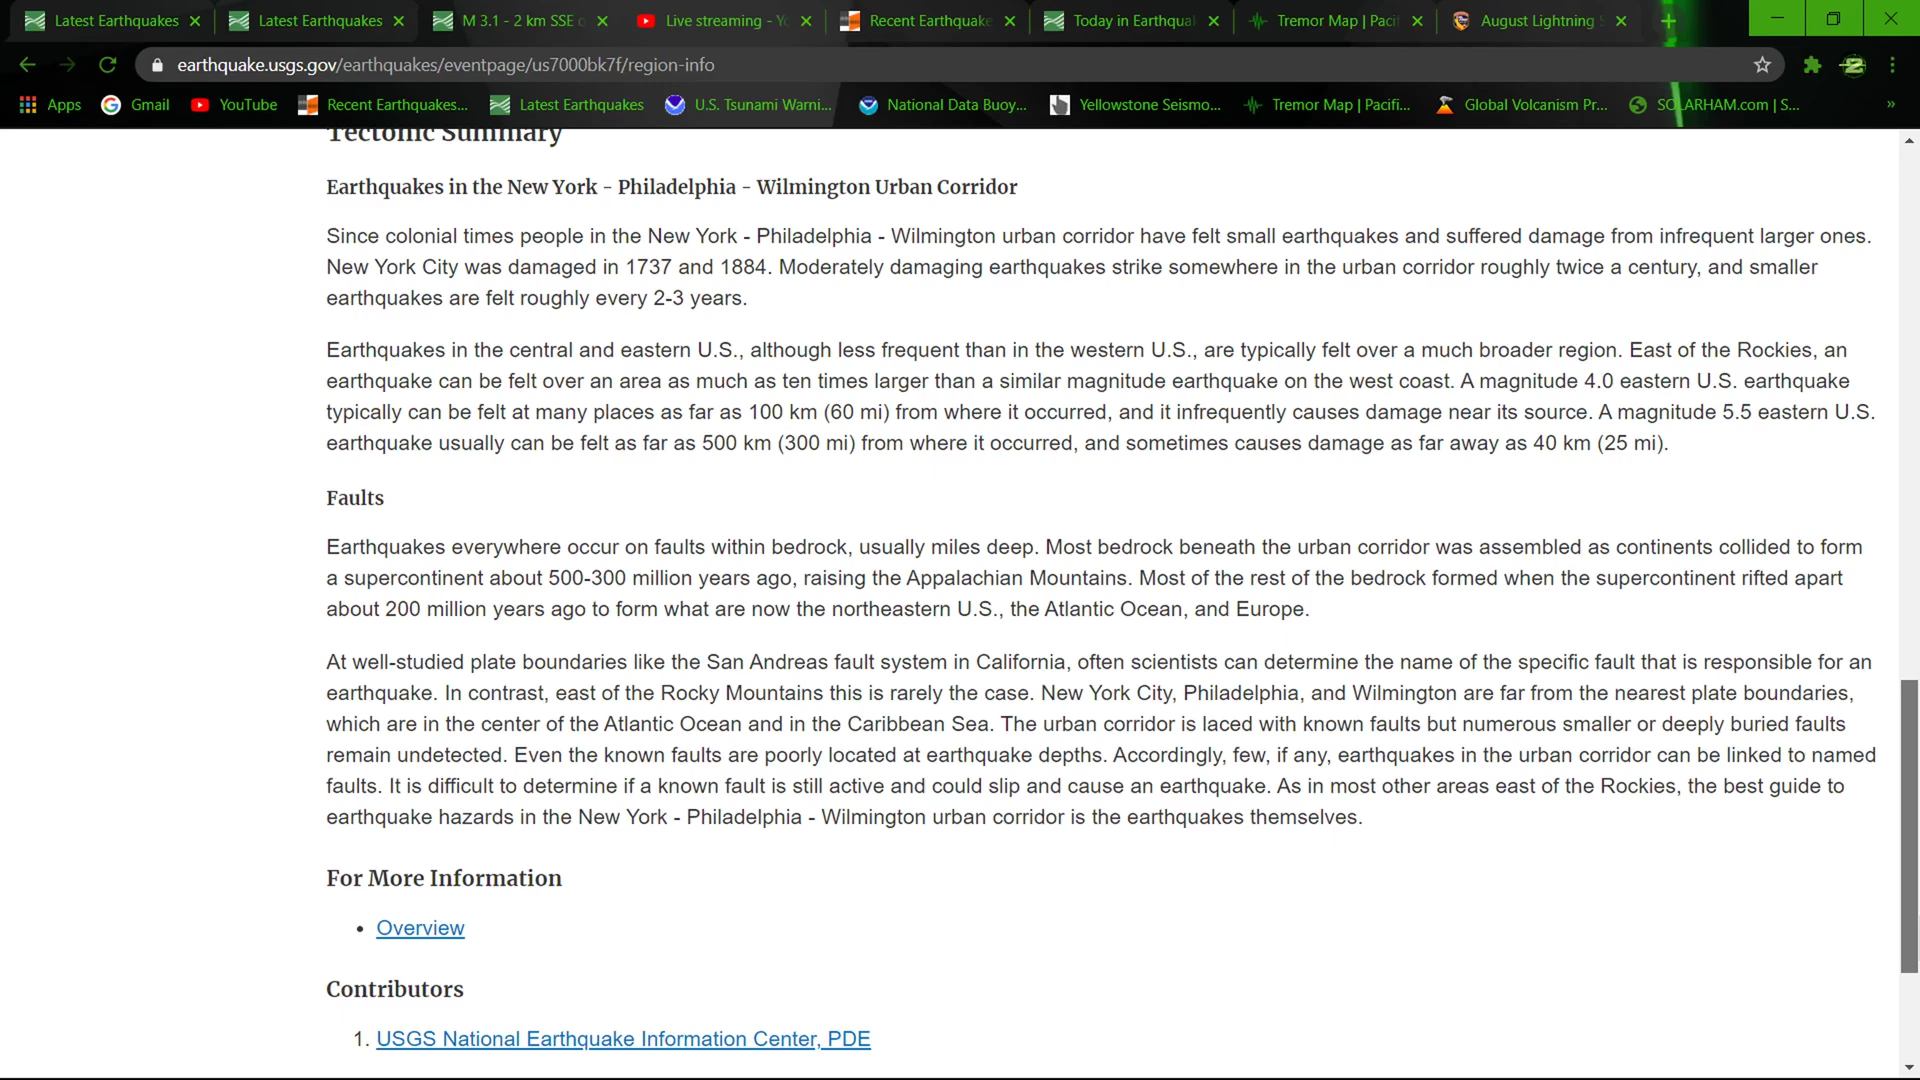 Latest Earthquakes
Latest Earthquakes
M 3.1 - 2 km SSE
Live streaming -
Recent Earthquake
Today in Earthqua
Tremor Map | Paci
August Lightning
earthquake.usgs.gov/earthquakes/eventpage/us7000bk7f/region-info
Apps
Gmail
YouTube
Recent Earthquakes...
Latest Earthquakes
U.S. Tsunami Warni...
National Data Buoy...
Yellowstone Seismo...
Tremor Map | Pacifi...
Global Volcanism Pr...
SOLARHAM.com | S...
»
Tectonic Summary
Earthquakes in the New York - Philadelphia - Wilmington Urban Corridor
Since colonial times people in the New York - Philadelphia - Wilmington urban corridor have felt small earthquakes and suffered damage from infrequent larger ones.
New York City was damaged in 1737 and 1884. Moderately damaging earthquakes strike somewhere in the urban corridor roughly twice a century, and smaller
earthquakes are felt roughly every 2-3 years.
Earthquakes in the central and eastern U.S., although less frequent than in the western U.S., are typically felt over a much broader region. East of the Rockies, an
earthquake can be felt over an area as much as ten times larger than a similar magnitude earthquake on the west coast. A magnitude 4.0 eastern U.S. earthquake
typically can be felt at many places as far as 100 km (60 mi) from where it occurred, and it infrequently causes damage near its source. A magnitude 5.5 eastern U.S.
earthquake usually can be felt as far as 500 km (300 mi) from where it occurred, and sometimes causes damage as far away as 40 km (25 mi).
Faults
Earthquakes everywhere occur on faults within bedrock, usually miles deep. Most bedrock beneath the urban corridor was assembled as continents collided to form
a supercontinent about 500-300 million years ago, raising the Appalachian Mountains. Most of the rest of the bedrock formed when the supercontinent rifted apart
about 200 million years ago to form what are now the northeastern U.S., the Atlantic Ocean, and Europe.
At well-studied plate boundaries like the San Andreas fault system in California, often scientists can determine the name of the specific fault that is responsible for an
earthquake. In contrast, east of the Rocky Mountains this is rarely the case. New York City, Philadelphia, and Wilmington are far from the nearest plate boundaries,
which are in the center of the Atlantic Ocean and in the Caribbean Sea. The urban corridor is laced with known faults but numerous smaller or deeply buried faults
remain undetected. Even the known faults are poorly located at earthquake depths. Accordingly, few, if any, earthquakes in the urban corridor can be linked to named
faults. It is difficult to determine if a known fault is still active and could slip and cause an earthquake. As in most other areas east of the Rockies, the best guide to
earthquake hazards in the New York - Philadelphia - Wilmington urban corridor is the earthquakes themselves.
For More Information
• Overview
Contributors
1. USGS National Earthquake Information Center, PDE